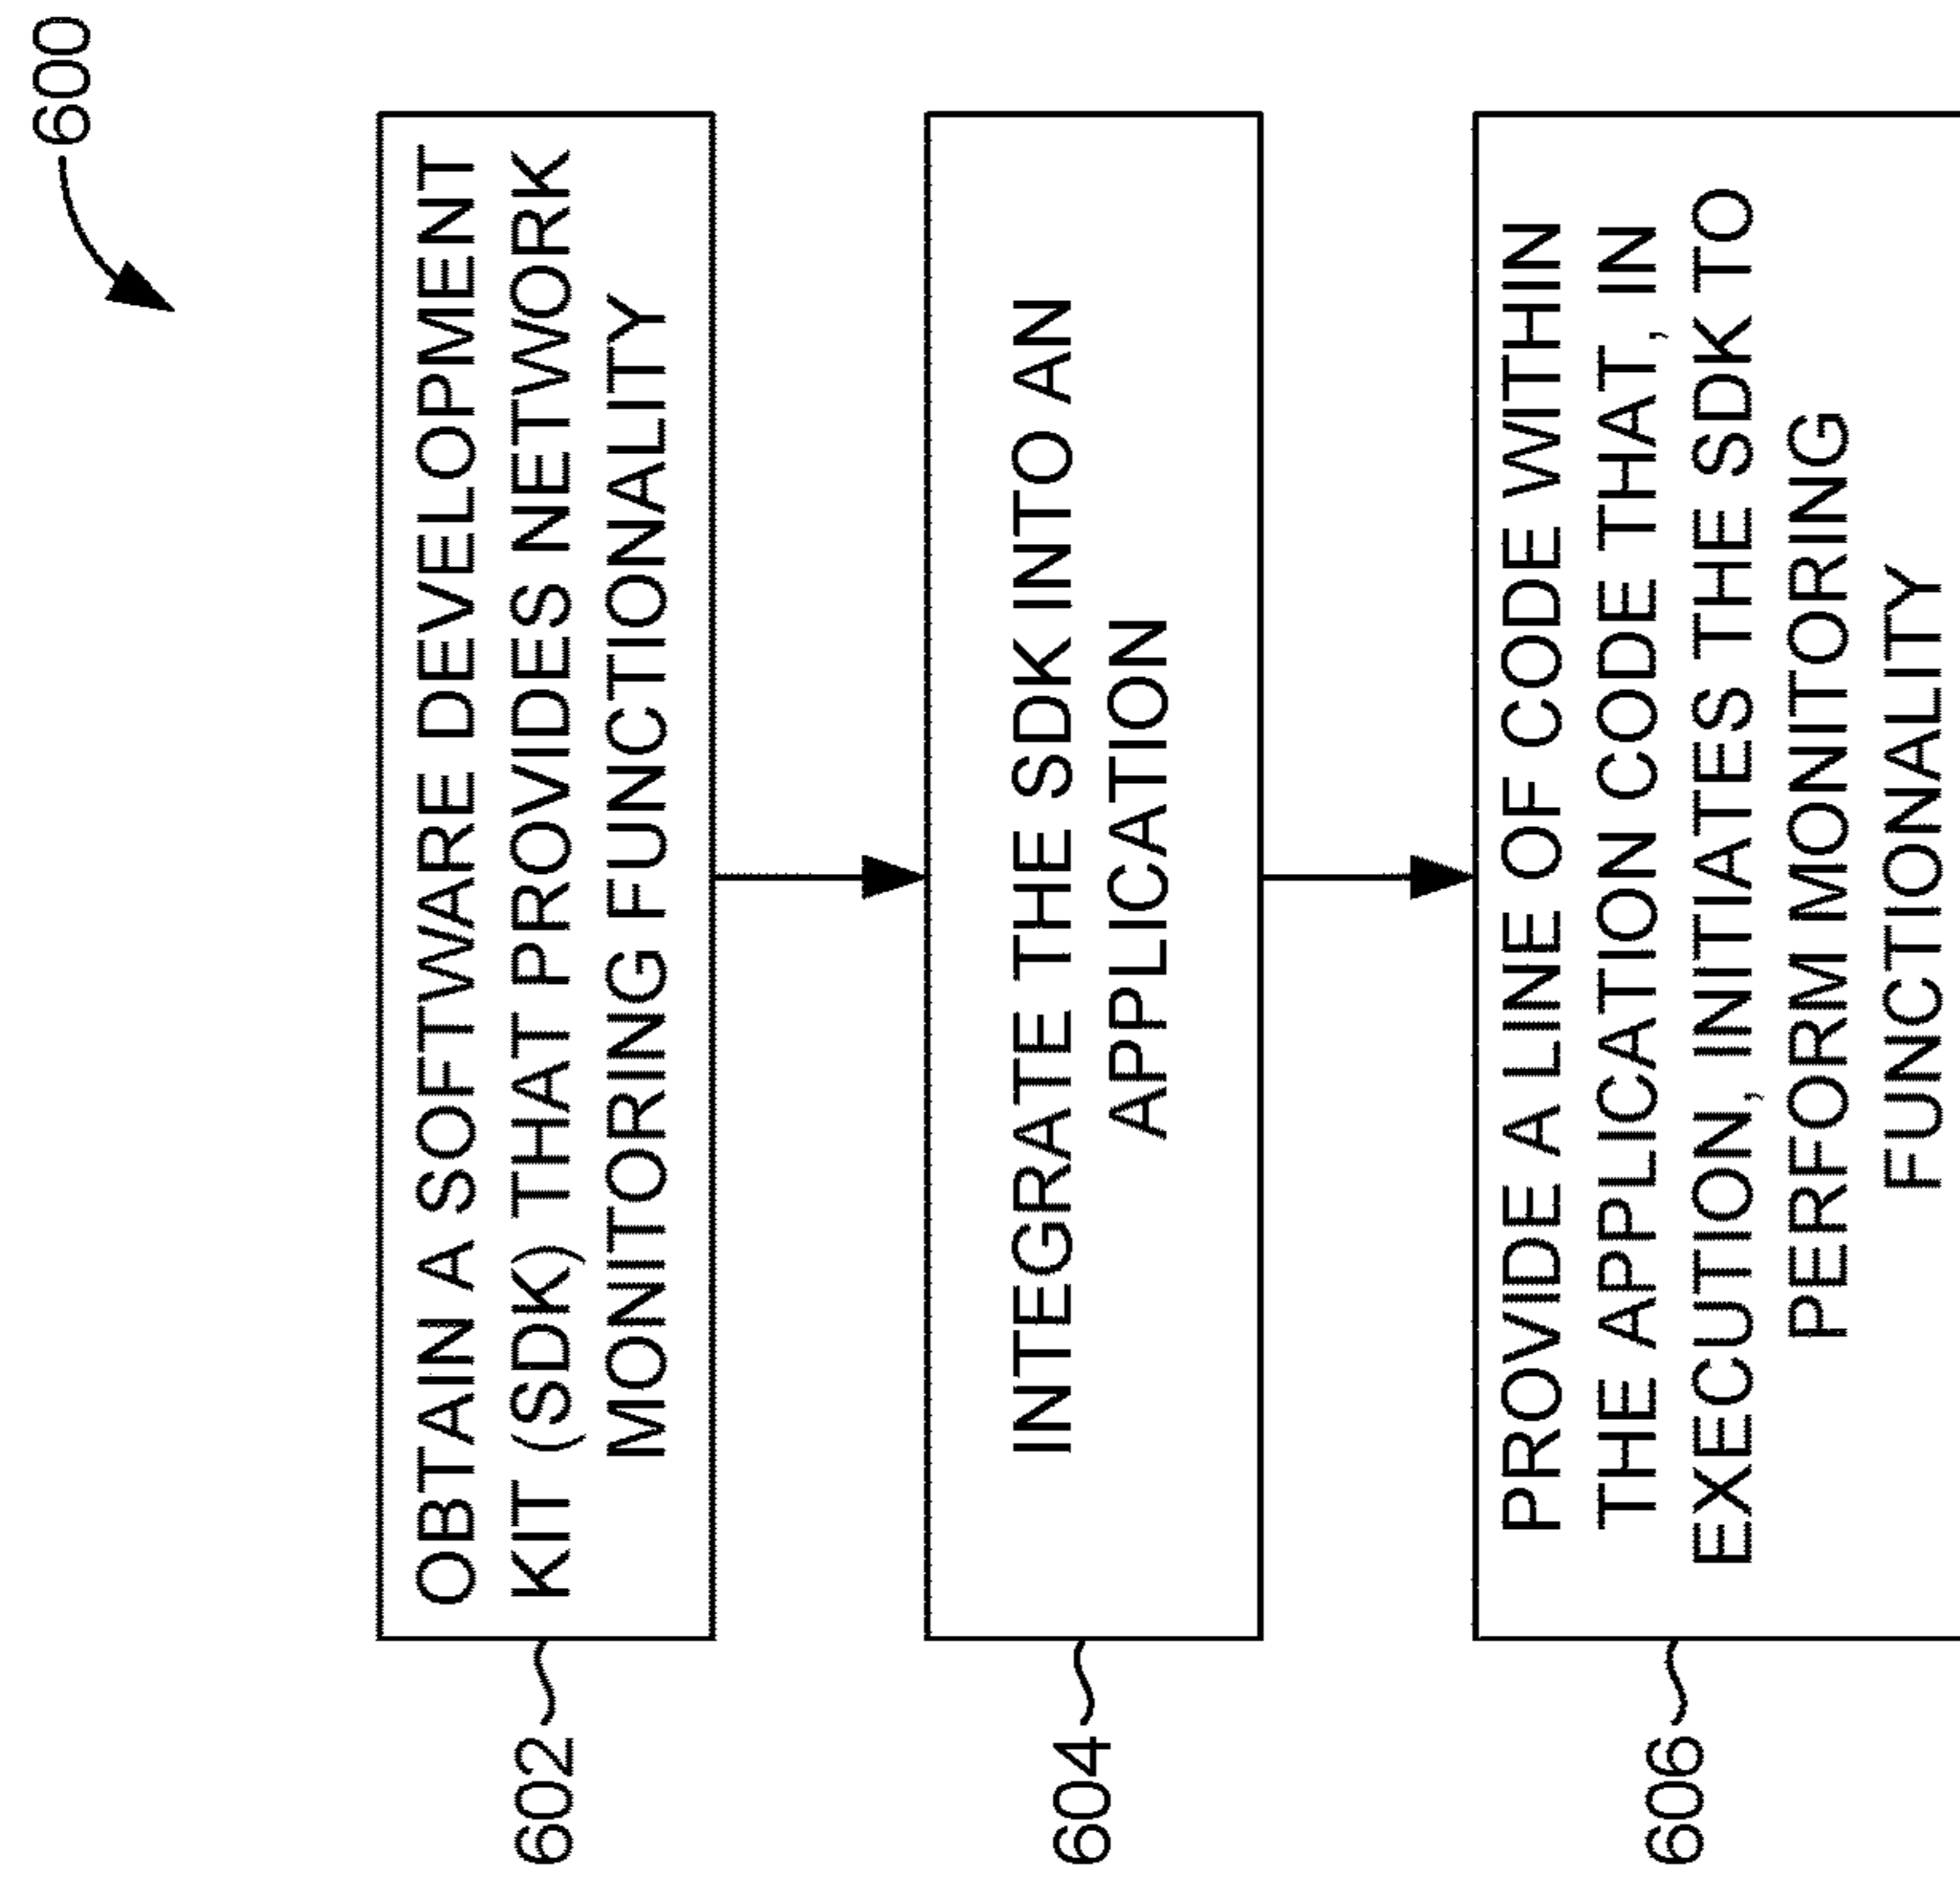 600
602
OBTAIN A SOFTWARE DEVELOPMENT
KIT (SDK) THAT PROVIDES NETWORK
MONITORING FUNCTIONALITY
604
INTEGRATE THE SDK INTO AN
APPLICATION
606
PROVIDE A LINE OF CODE WITHIN
THE APPLICATION CODE THAT, IN
EXECUTION, INITIATES THE SDK TO
PERFORM MONITORING
FUNCTIONALITY